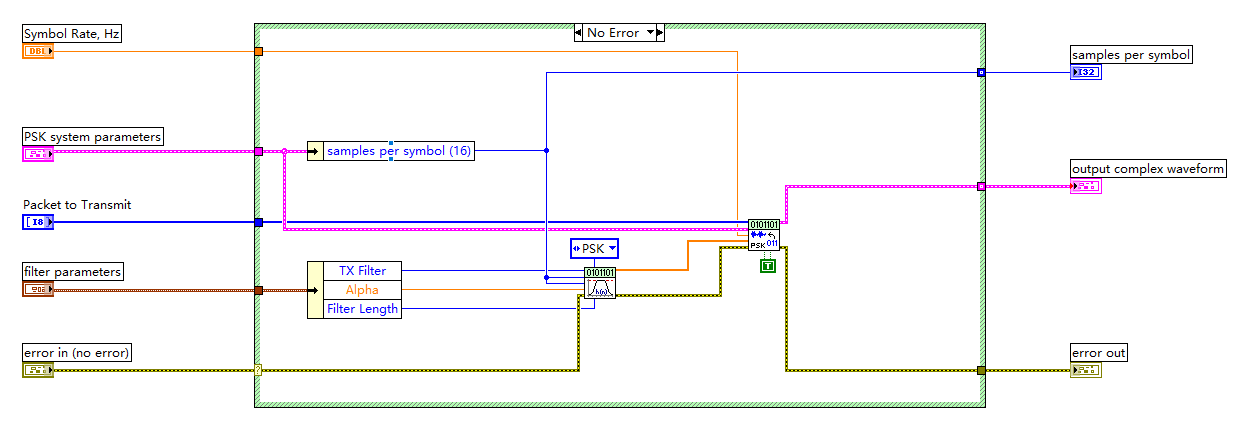 No Error
Symbol Rate, Hz
DBL
samples per symbol
I32
PSK system parameters
samples per symbol (16)
output complex waveform
Packet to Transmit
I8
0101101
PSK 011
T
PSK
filter parameters
TX Filter
Alpha
Filter Length
0101101
error in (no error)
?
error out